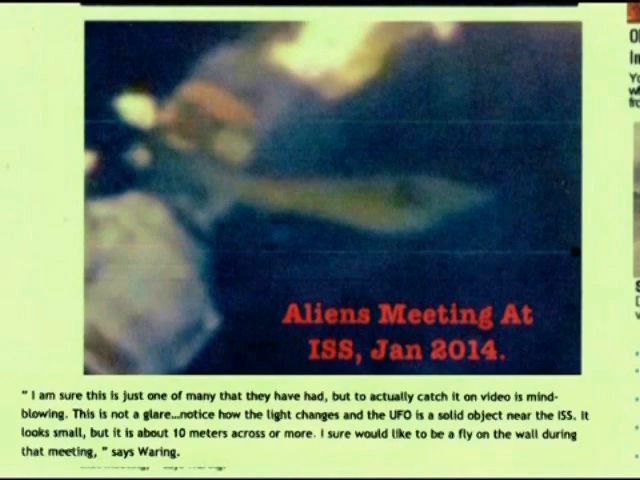 Aliens Meeting At
ISS, Jan 2014.
" I am sure this is just one of many that they have had, but to actually catch it on video is mind-
blowing. This is not a glare...notice how the light changes and the UFO is a solid object near the ISS. It
looks small, but it is about 10 meters across or more. I sure would like to be a fly on the wall during
that meeting, " says Waring.